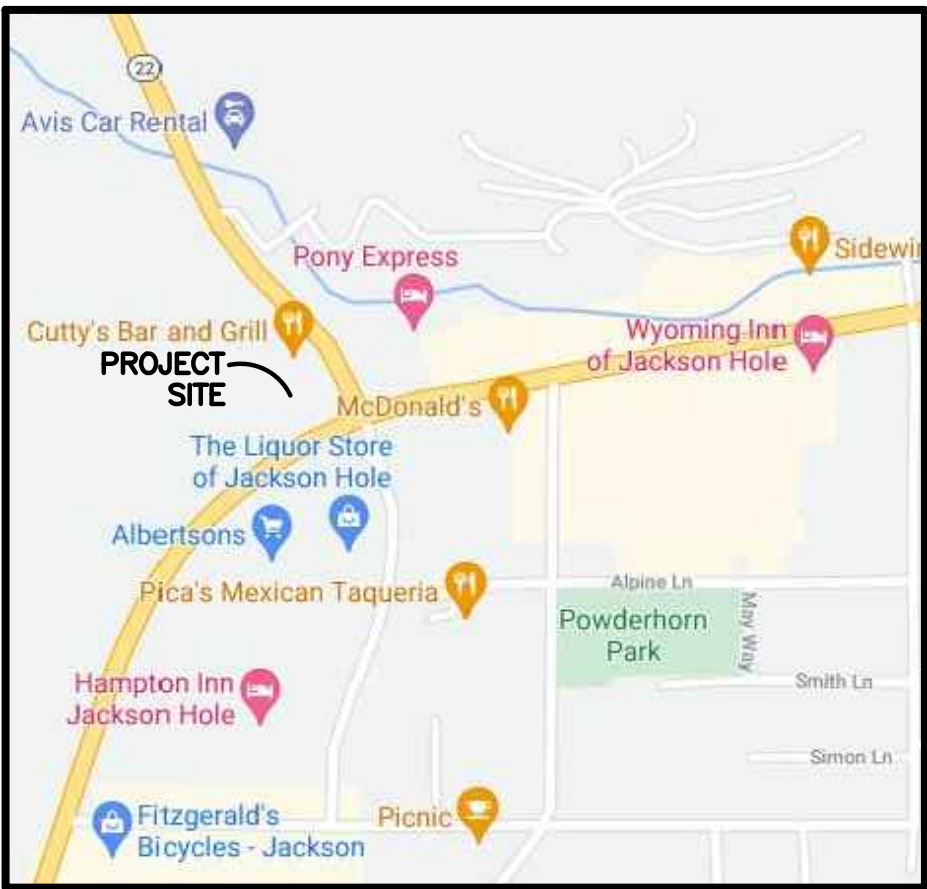 22
Avis Car Rental
Pony Express
Sidewi
Cutty's Bar and Grill
Wyoming Inn
of Jackson Hole
PROJECT
SITE
McDonald's
The Liquor Store
of Jackson Hole
Albertsons
Pica's Mexican Taqueria
Alpine Ln
Powderhorn
Park
May Way
Smith Ln
Hampton Inn
Jackson Hole
Simon Ln
Fitzgerald's
Bicycles - Jackson
Picnic